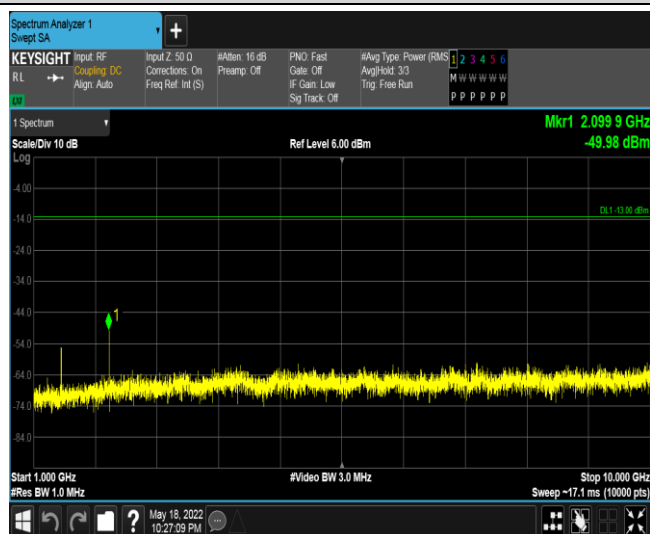 Spectrum Analyzer 1
Swept SA
+
KEYSIGHT Input: RF Input Z: 50 Ω #Atten: 16 dB PNO: Fast #Avg Type: Power (RMS 1 2 3 4 5 6
RL Coupling: DC Corrections: On Preamp: Off Gate: Off Avg|Hold: 3/3 M W W W W W
Align: Auto Freq Ref: Int (S) IF Gain: Low Trig: Free Run
Sig Track: Off P P P P P P
LXI
1 Spectrum Mkr1 2.099 9 GHz
Scale/Div 10 dB Ref Level 6.00 dBm -49.98 dBm
Log
-4.00
DL1 -13.00 dBm
-14.0
-24.0
-34.0
-44.0
1
-54.0
-64.0
-74.0
-84.0
Start 1.000 GHz #Video BW 3.0 MHz Stop 10.000 GHz
#Res BW 1.0 MHz Sweep ~17.1 ms (10000 pts)
? May 18, 2022
10:27:09 PM